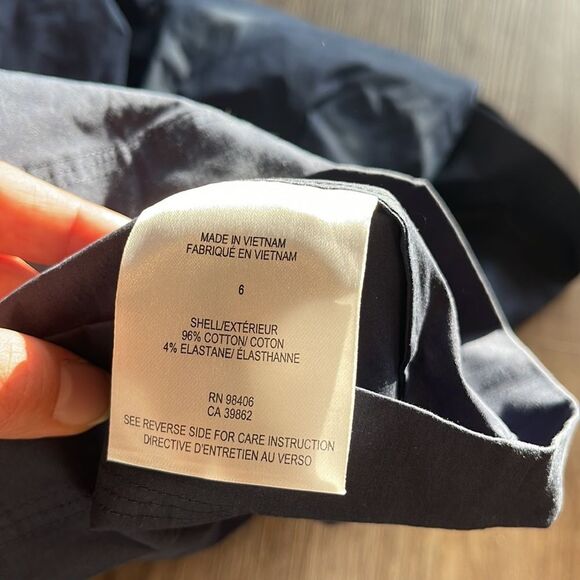 MADE IN VIETNAM
FABRIQUÉ EN VIETNAM
6
SHELL/EXTÉRIEUR
96% COTTON/ COTON
4% ELASTANE/ ÉLASTHANNE
RN 98406
CA 39862
SEE REVERSE SIDE FOR CARE INSTRUCTION
DIRECTIVE D'ENTRETIEN AU VERSO